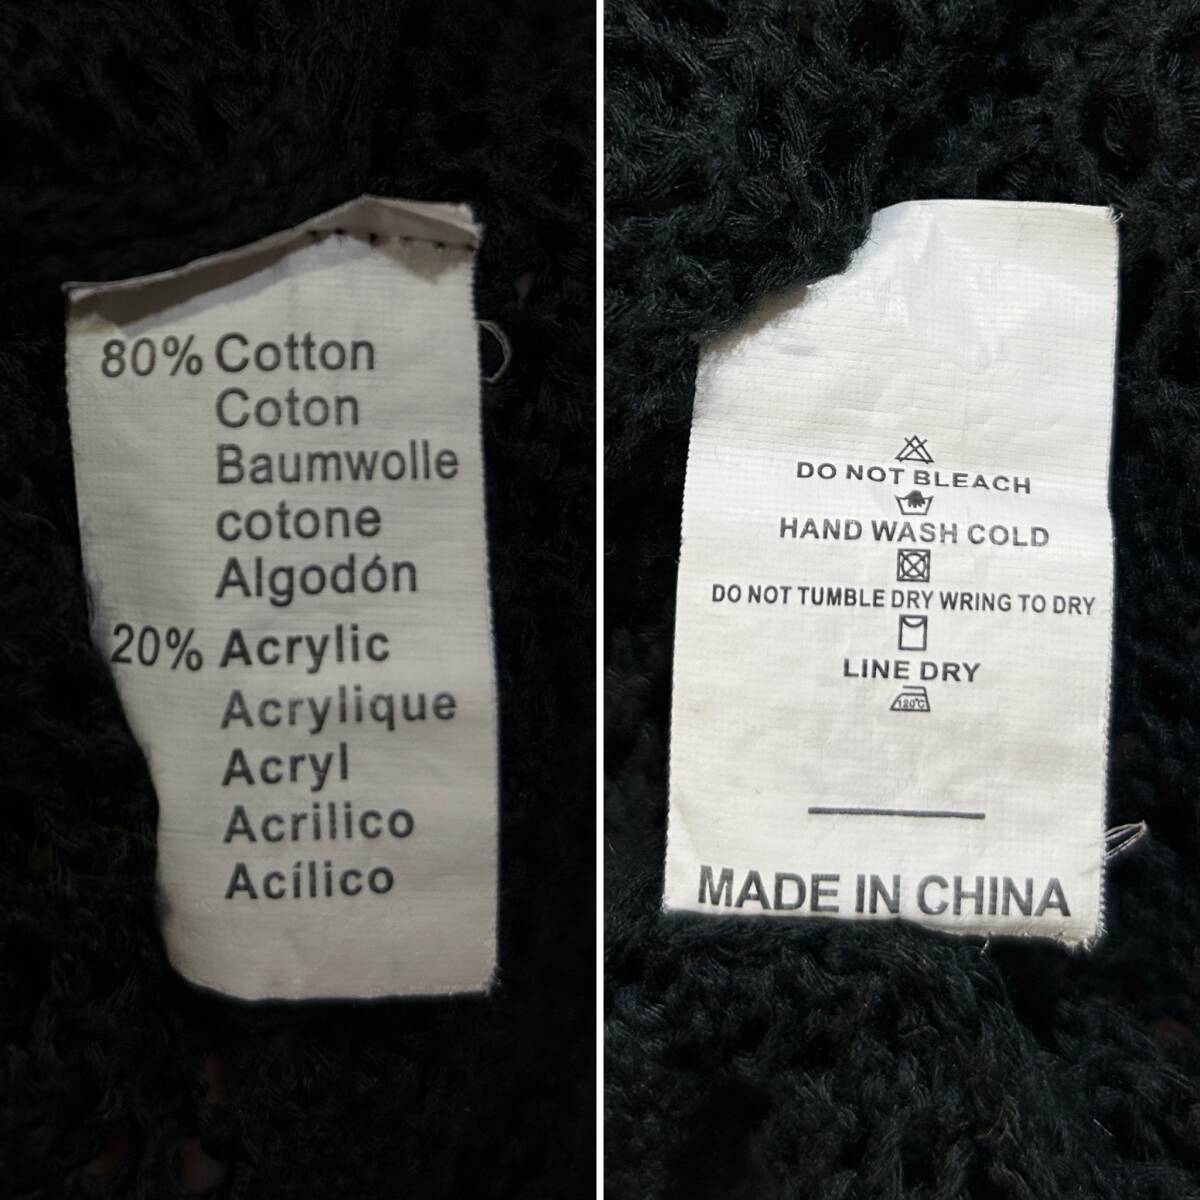 80% Cotton
Coton
Baumwolle
cotone
Algodón
20% Acrylic
Acrylique
Acryl
Acrilico
Acílico
DO NOT BLEACH
HAND WASH COLD
DO NOT TUMBLE DRY WRING TO DRY
LINE DRY
120℃
MADE IN CHINA